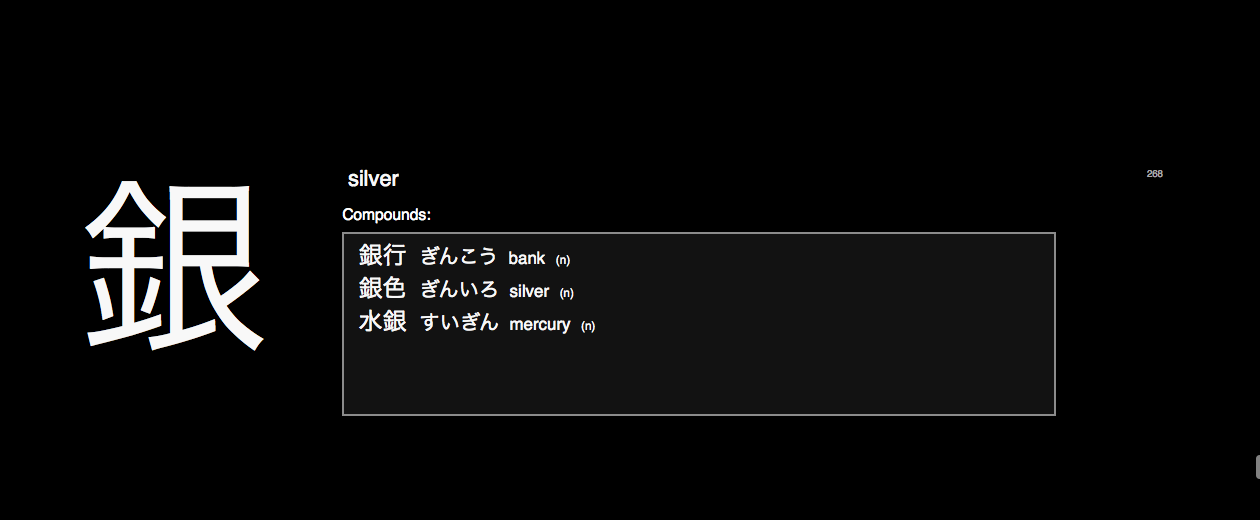 銀
silver
268
Compounds:
銀行 ぎんこう bank (n)
銀色 ぎんいろ silver (n)
水銀 すいぎん mercury (n)